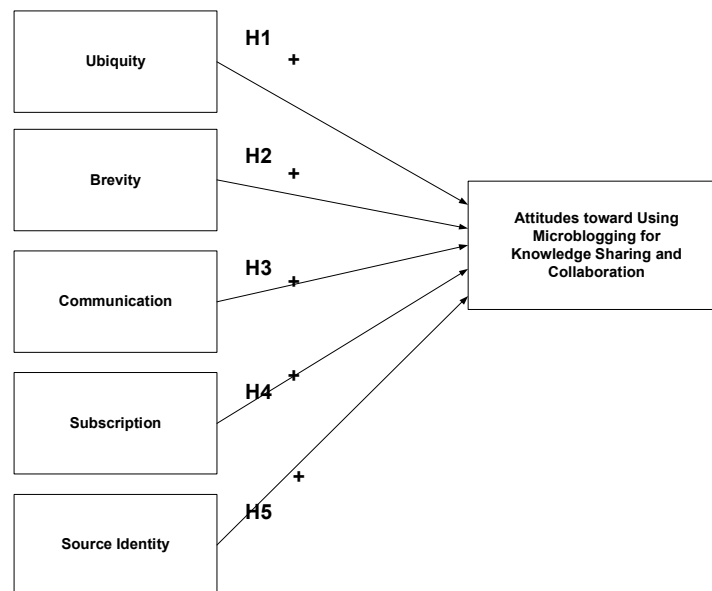 Ubiquity
H1
+
Brevity
H2
+
Communication
H3
+
Subscription
H4
+
Source Identity
H5
+
Attitudes toward Using
Microblogging for
Knowledge Sharing and
Collaboration